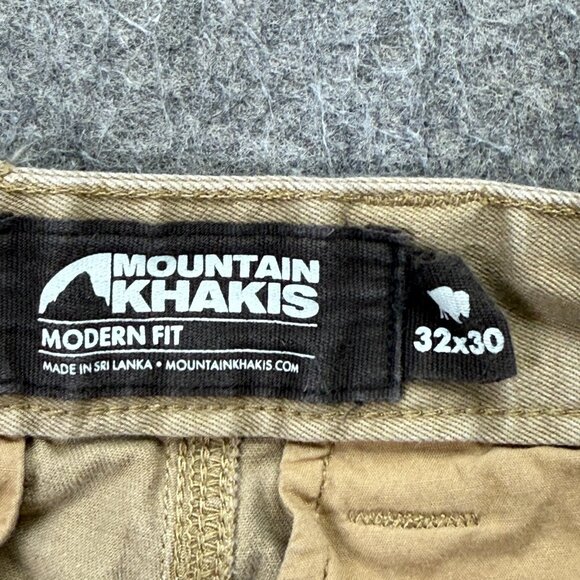 MOUNTAIN
KHAKIS
MODERN FIT
MADE IN SRI LANKA • MOUNTAINKHAKIS.COM
32x30